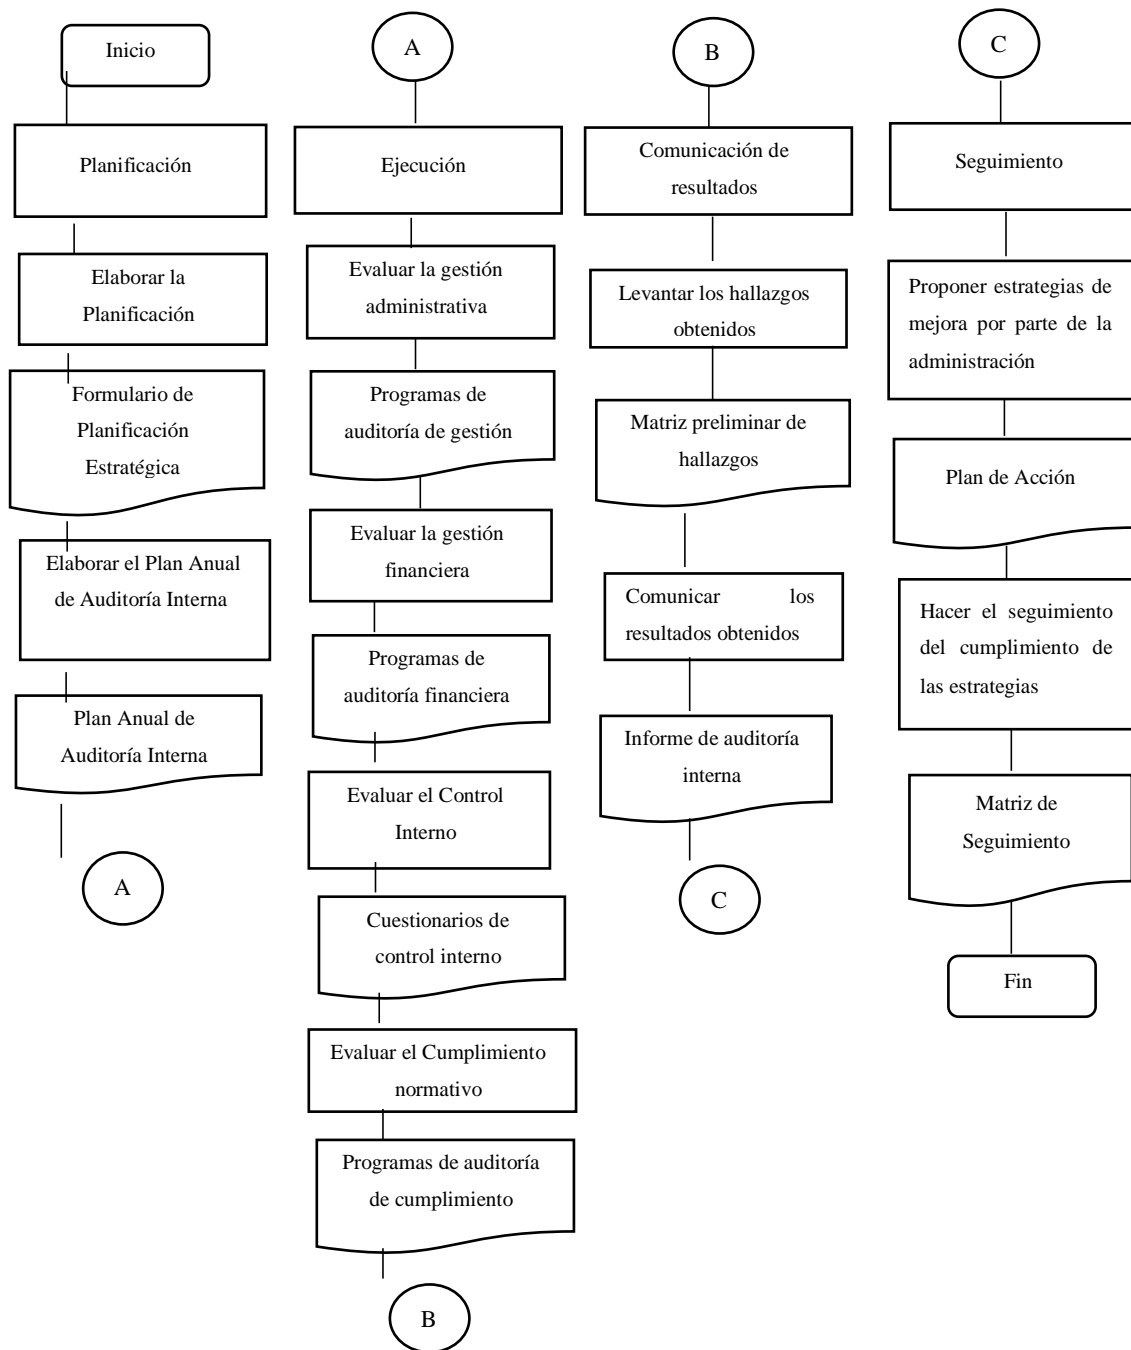 Inicio
Planificación
Elaborar la
Planificación
Formulario de
Planificación
Estratégica
Elaborar el Plan Anual
de Auditoría Interna
Plan Anual de
Auditoría Interna
A
A
Ejecución
Evaluar la gestión
administrativa
Programas de
auditoría de gestión
Evaluar la gestión
financiera
Programas de
auditoría financiera
Evaluar el Control
Interno
Cuestionarios de
control interno
Evaluar el Cumplimiento
normativo
Programas de auditoría
de cumplimiento
B
B
Comunicación de
resultados
Levantar los hallazgos
obtenidos
Matriz preliminar de
hallazgos
Comunicar los
resultados obtenidos
Informe de auditoría
interna
C
C
Seguimiento
Proponer estrategias de
mejora por parte de la
administración
Plan de Acción
Hacer el seguimiento
del cumplimiento de
las estrategias
Matriz de
Seguimiento
Fin